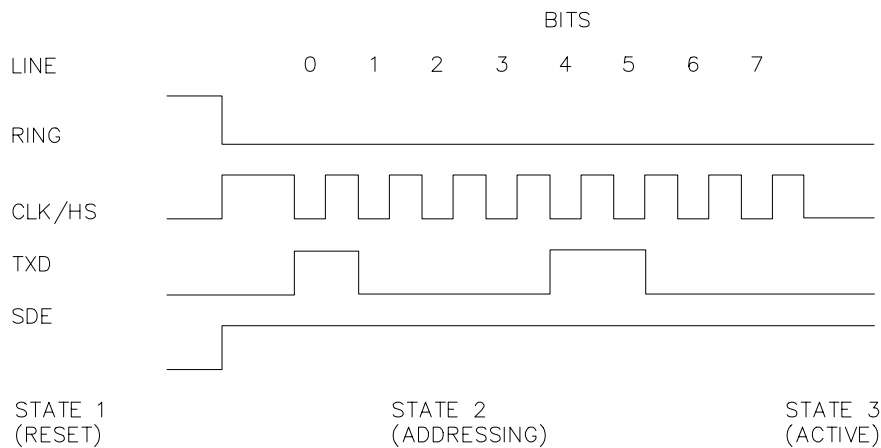 BITS
LINE 0 1 2 3 4 5 6 7
RING
CLK/HS
TXD
SDE
STATE 1 STATE 2 STATE 3
(RESET) (ADDRESSING) (ACTIVE)